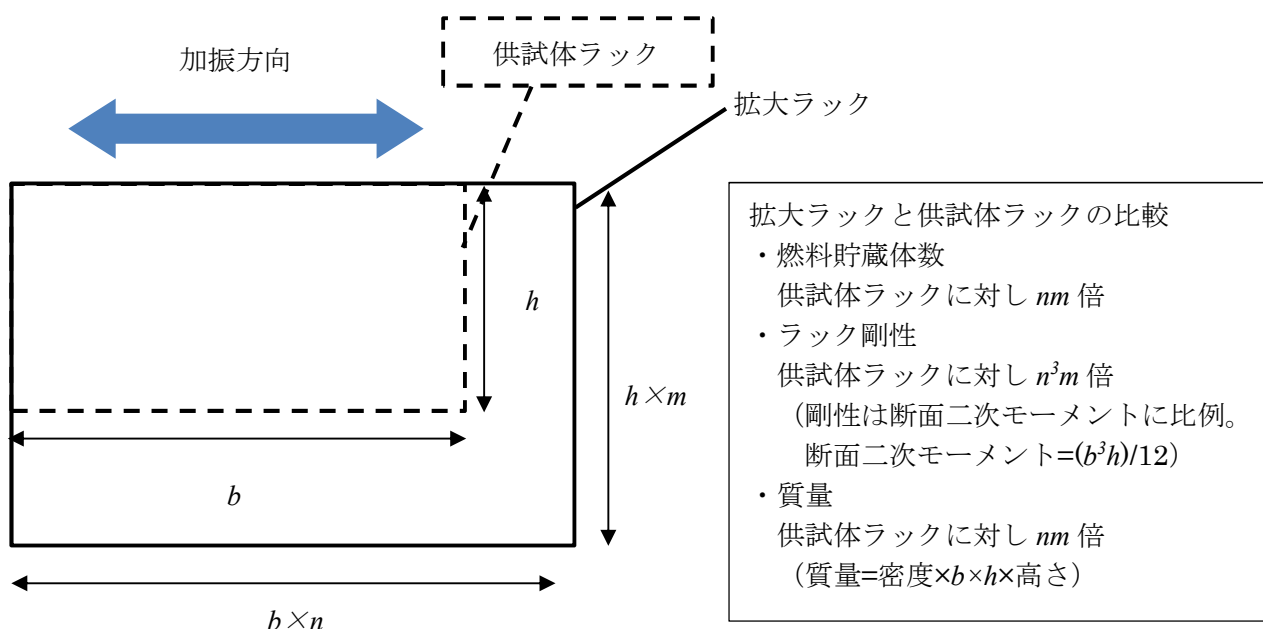 加振方向
供試体ラック
拡大ラック
h
h×m
b
b×n
拡大ラックと供試体ラックの比較
・燃料貯蔵体数
供試体ラックに対し nm 倍
・ラック剛性
供試体ラックに対し n³m 倍
（剛性は断面二次モーメントに比例。
断面二次モーメント=(b³h)/12）
・質量
供試体ラックに対し nm 倍
（質量=密度×b×h×高さ）